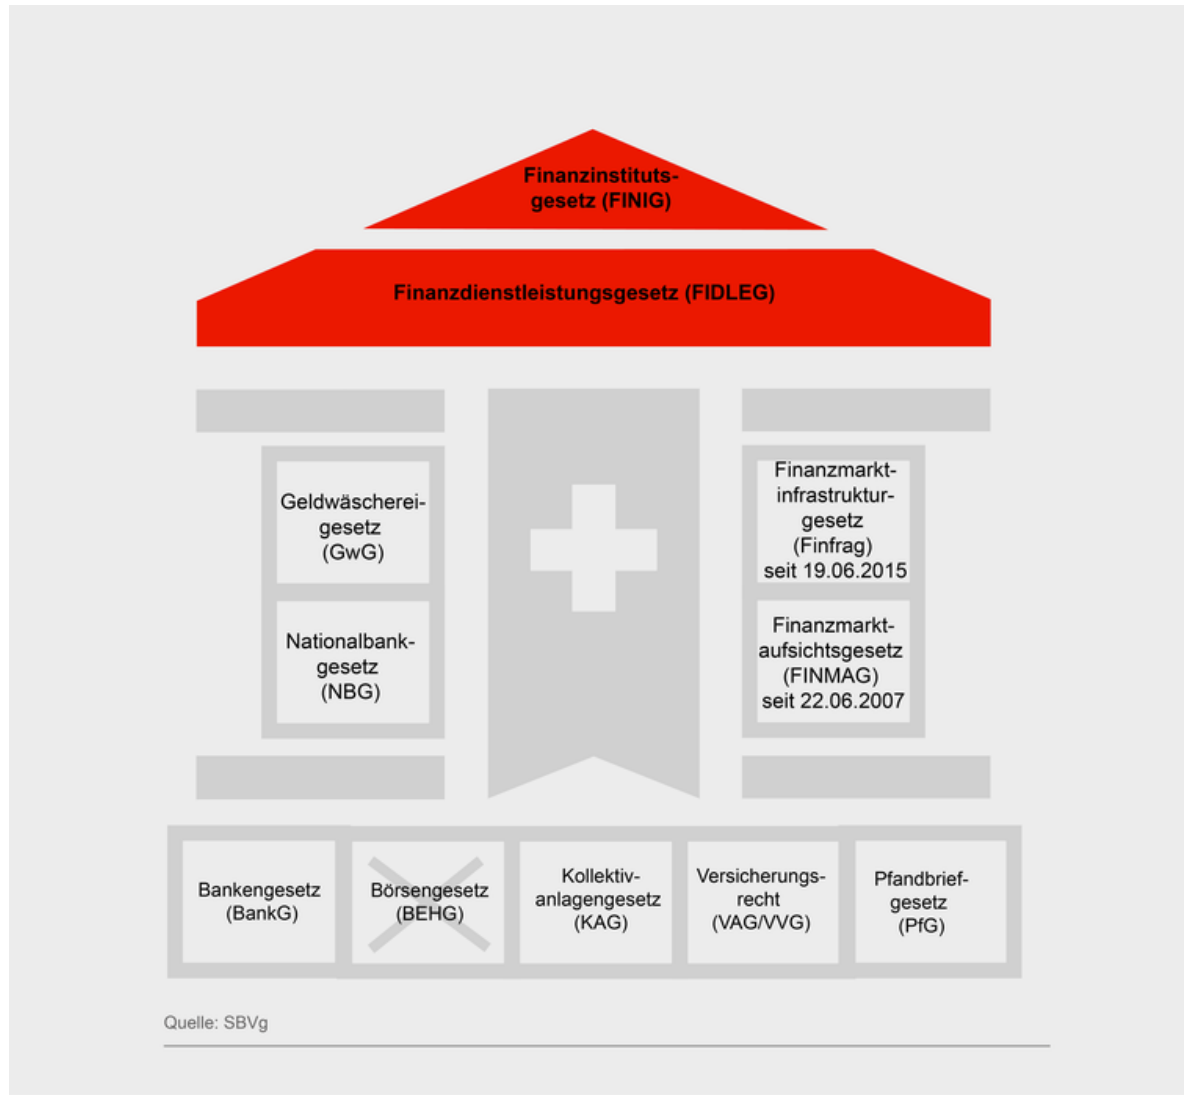 Finanzinstituts-
gesetz (FINIG)
Finanzdienstleistungsgesetz (FIDLEG)
Geldwäscherei-
gesetz
(GwG)
Nationalbank-
gesetz
(NBG)
Finanzmarkt-
infrastruktur-
gesetz
(Finfrag)
seit 19.06.2015
Finanzmarkt-
aufsichtsgesetz
(FINMAG)
seit 22.06.2007
Bankengesetz
(BankG)
Börsengesetz
(BEHG)
Kollektiv-
anlagengesetz
(KAG)
Versicherungs-
recht
(VAG/VVG)
Pfandbrief-
gesetz
(PfG)
Quelle: SBVg